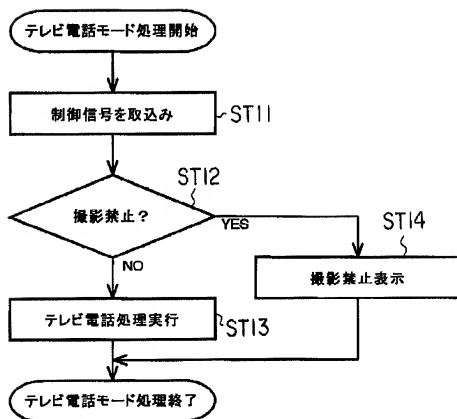 テレビ電話モード処理開始
制御信号を取込み
ST11
撮影禁止?
ST12
YES
NO
ST14
撮影禁止表示
テレビ電話処理実行
ST13
テレビ電話モード処理終了